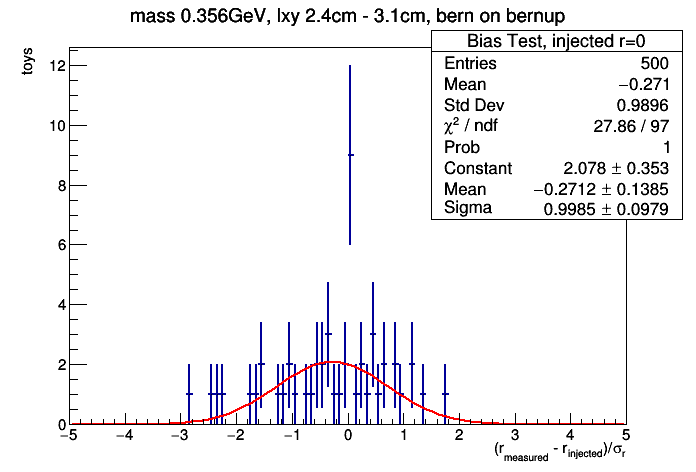 mass 0.356GeV, lxy 2.4cm - 3.1cm, bern on bernup
Bias Test, injected r=0
Entries 500
Mean −0.271
Std Dev 0.9896
χ² / ndf 27.86 / 97
Prob 1
Constant 2.078 ± 0.353
Mean −0.2712 ± 0.1385
Sigma 0.9985 ± 0.0979
toys
12
10
8
6
4
2
0
−5 −4 −3 −2 −1 0 1 2 3 4 5
(r_measured - r_injected)/σ_r